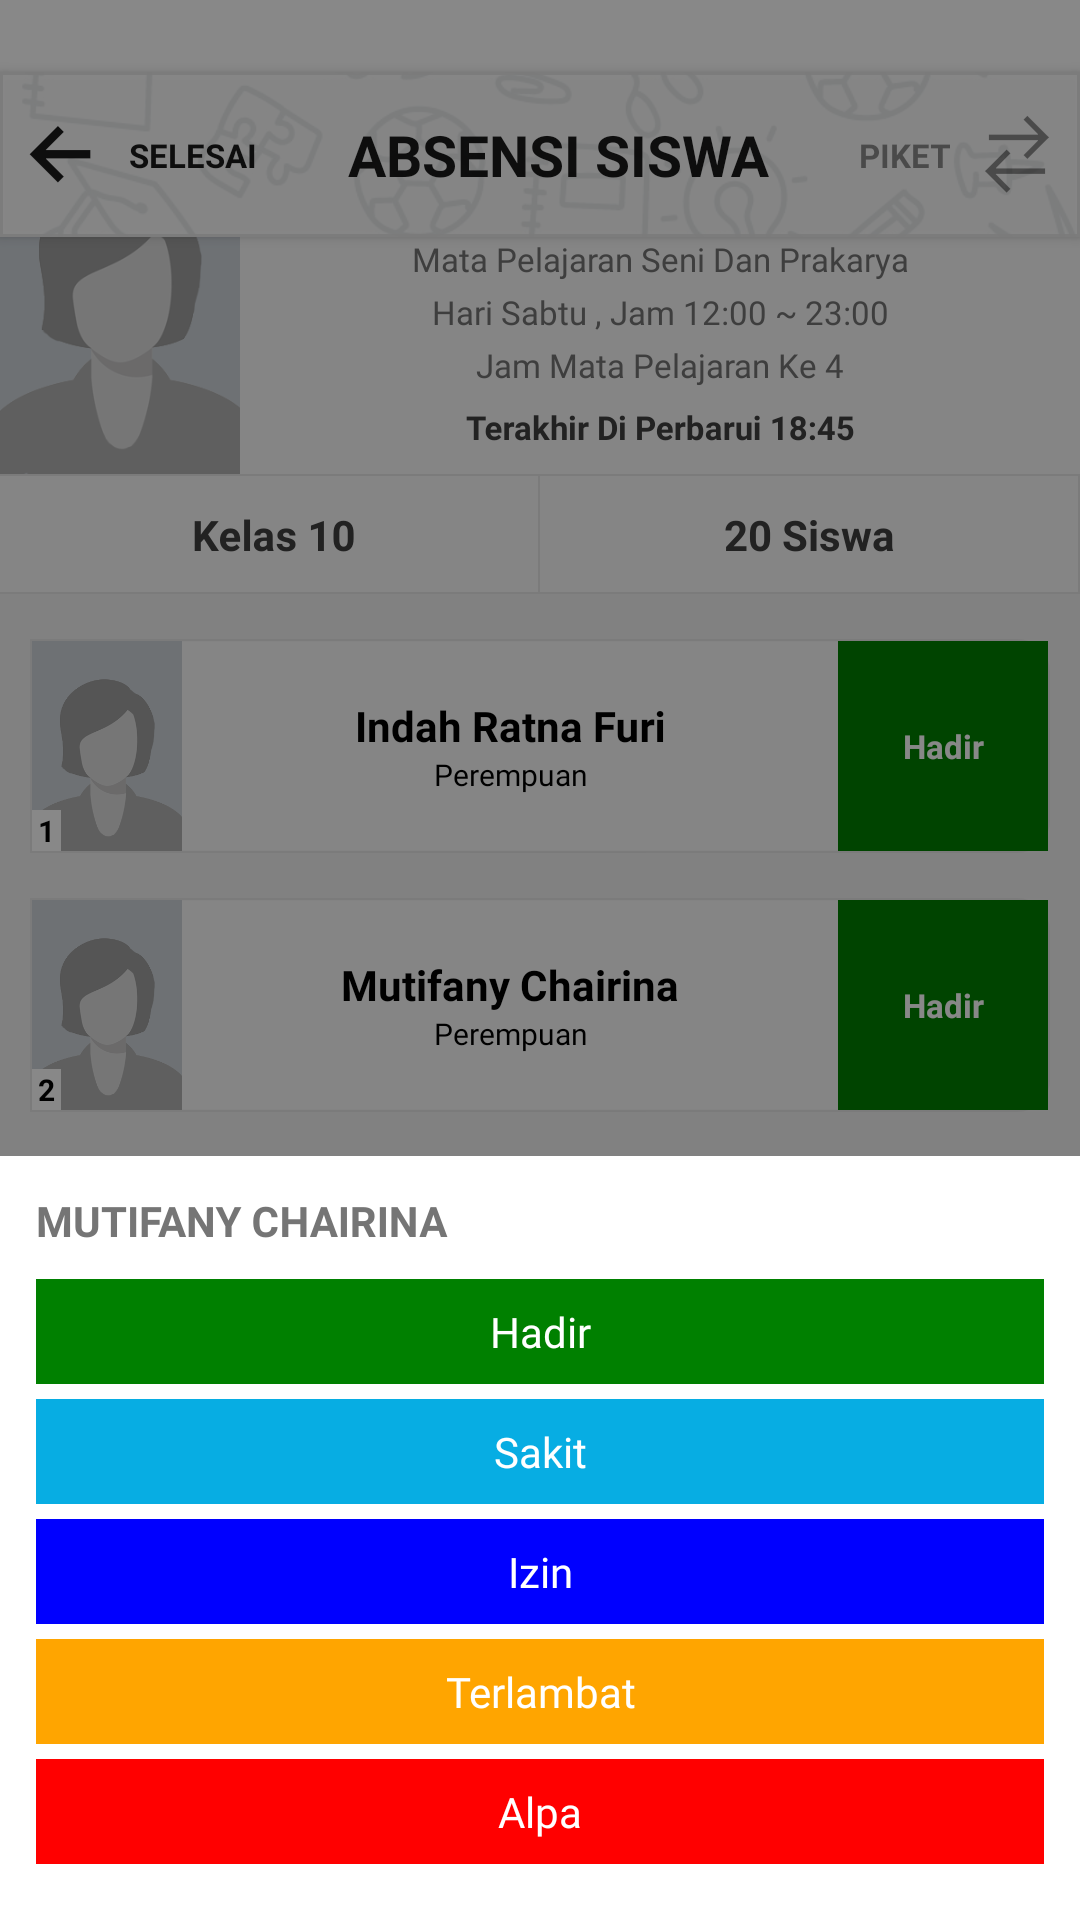 SELESAI
ABSENSI SISWA
PIKET
Mata Pelajaran Seni Dan Prakarya
Hari Sabtu , Jam 12:00 ~ 23:00
Jam Mata Pelajaran Ke 4
Terakhir Di Perbarui 18:45
Kelas 10
20 Siswa
Indah Ratna Furi
Perempuan
Hadir
1
Mutifany Chairina
Perempuan
Hadir
2
MUTIFANY CHAIRINA
Hadir
Sakit
Izin
Terlambat
Alpa